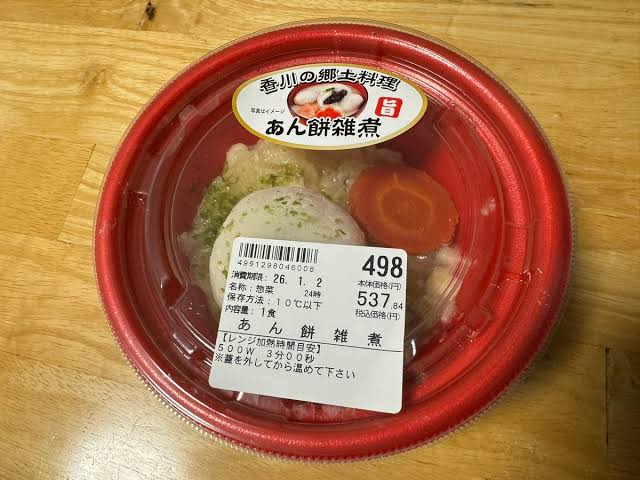 香川の郷土料理
写真はイメージ
旨
あん餅雑煮
4991298046008
消費期限:26.1.2
24時
名称:惣菜
保存方法:10℃以下
内容量:1食
498
本体価格(円)
537.84
税込価格(円)
あん餅雑煮
【レンジ加熱時間目安】
500W 3分00秒
※蓋を外してから温めて下さい